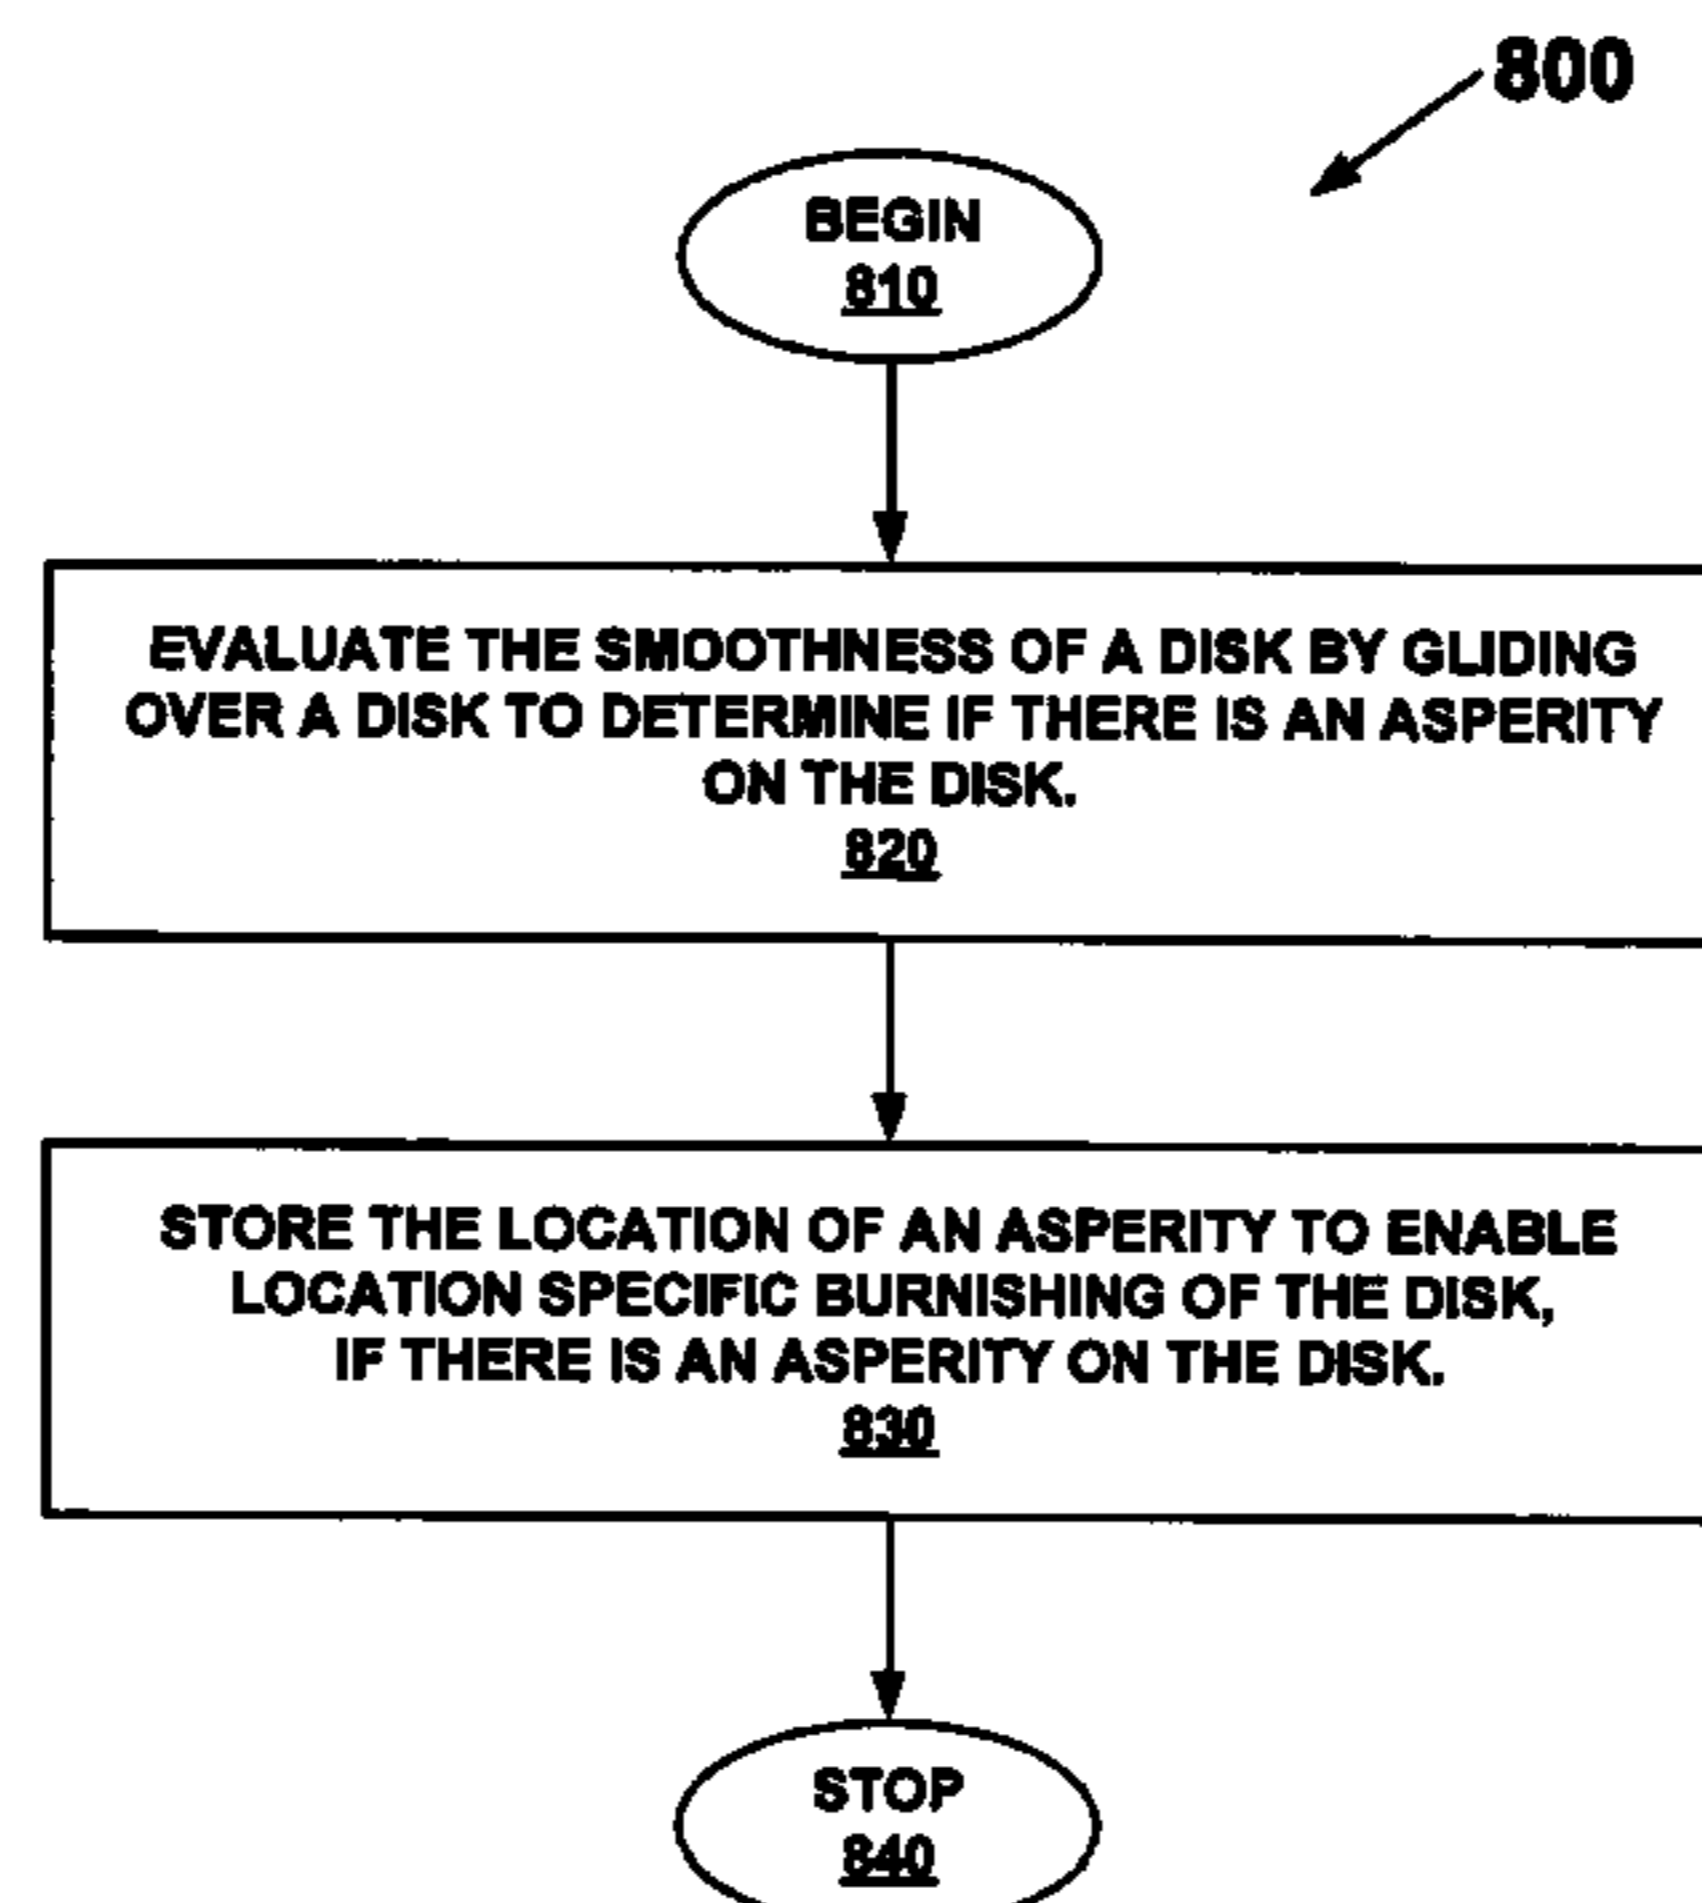 800
BEGIN
810
EVALUATE THE SMOOTHNESS OF A DISK BY GLIDING
OVER A DISK TO DETERMINE IF THERE IS AN ASPERITY
ON THE DISK.
820
STORE THE LOCATION OF AN ASPERITY TO ENABLE
LOCATION SPECIFIC BURNISHING OF THE DISK,
IF THERE IS AN ASPERITY ON THE DISK.
830
STOP
840